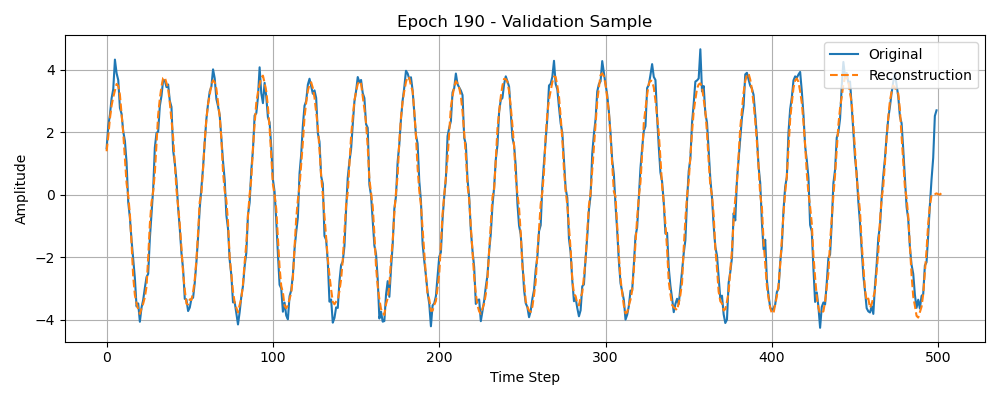 Epoch 190 - Validation Sample
Original
Reconstruction
Amplitude
4
2
0
−2
−4
0 100 200 300 400 500
Time Step